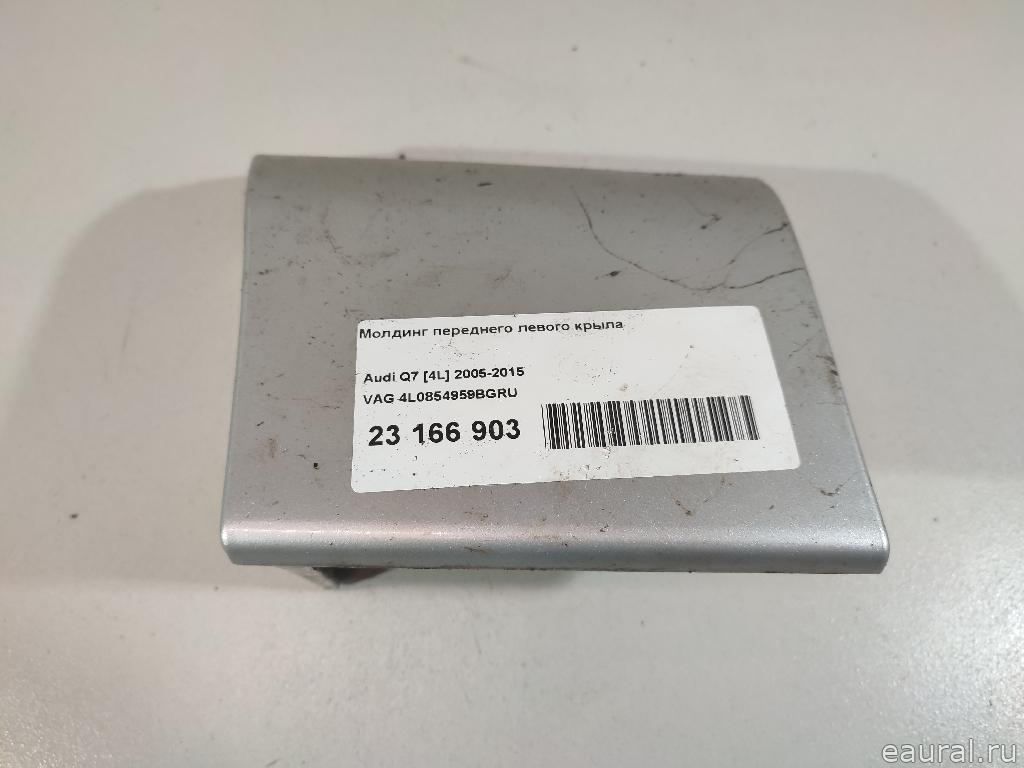 Молдинг переднего левого крыла
Audi Q7 [4L] 2005-2015
VAG 4L0854959BGRU
23 166 903
eaural.ru